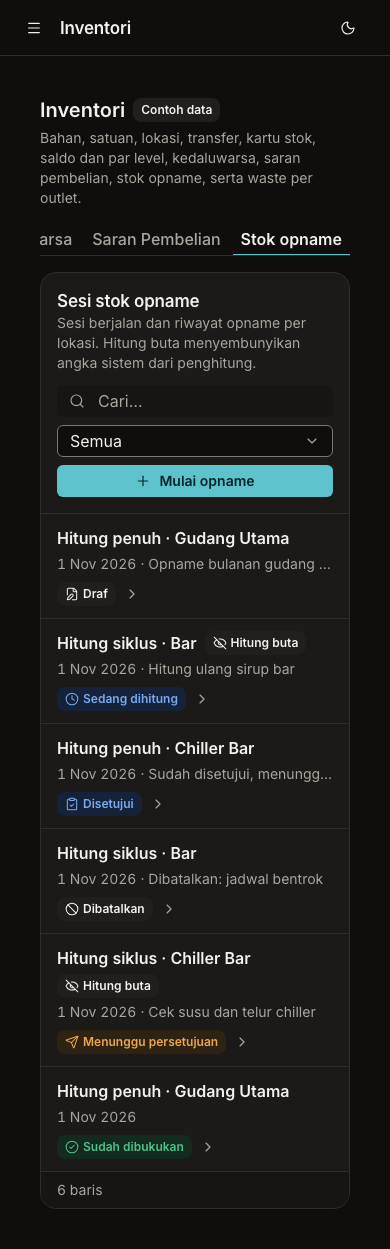 Inventori
Inventori Contoh data
Bahan, satuan, lokasi, transfer, kartu stok,
saldo dan par level, kedaluwarsa, saran
pembelian, stok opname, serta waste per
outlet.
arsa Saran Pembelian Stok opname
Sesi stok opname
Sesi berjalan dan riwayat opname per
lokasi. Hitung buta menyembunyikan
angka sistem dari penghitung.
Cari...
Semua
Mulai opname
Hitung penuh · Gudang Utama
1 Nov 2026 · Opname bulanan gudang ...
Draf
Hitung siklus · Bar Hitung buta
1 Nov 2026 · Hitung ulang sirup bar
Sedang dihitung
Hitung penuh · Chiller Bar
1 Nov 2026 · Sudah disetujui, menungg...
Disetujui
Hitung siklus · Bar
1 Nov 2026 · Dibatalkan: jadwal bentrok
Dibatalkan
Hitung siklus · Chiller Bar
Hitung buta
1 Nov 2026 · Cek susu dan telur chiller
Menunggu persetujuan
Hitung penuh · Gudang Utama
1 Nov 2026
Sudah dibukukan
6 baris